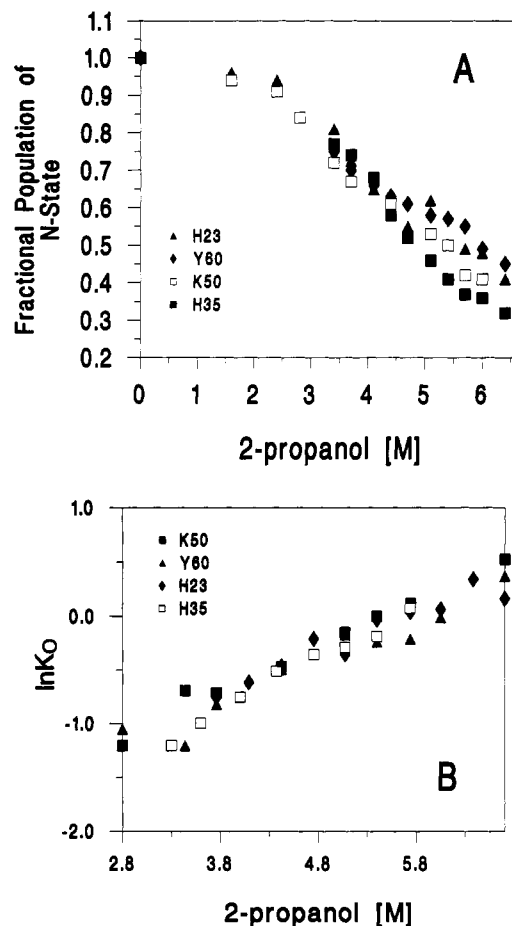 1.1
1.0
0.9
0.8
0.7
0.6
0.5
0.4
0.3
0.2
Fractional Population of
N-State
A
H23
Y60
K50
H35
0 1 2 3 4 5 6
2-propanol [M]
1.0
0.0
-1.0
-2.0
lnKo
K50
Y60
H23
H35
B
2.8 3.8 4.8 5.8
2-propanol [M]